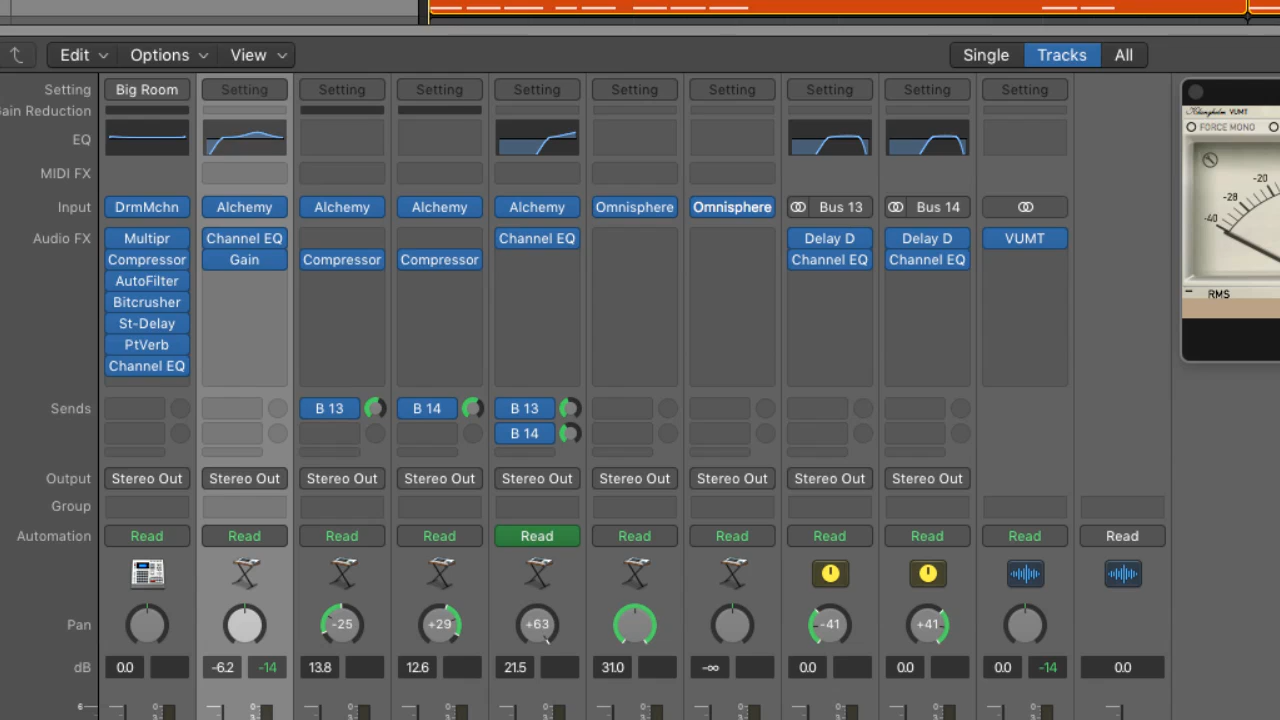 Edit Options View Single Tracks All
Setting Big Room Setting Setting Setting Setting Setting Setting Setting Setting Setting
Gain Reduction
EQ
MIDI FX
Input DrmMchn Alchemy Alchemy Alchemy Alchemy Omnisphere Omnisphere Bus 13 Bus 14
Audio FX Multipr Channel EQ Channel EQ Delay D Delay D VUMT
Compressor Gain Compressor Compressor Channel EQ Channel EQ
AutoFilter
Bitcrusher
St-Delay
PtVerb
Channel EQ
Sends B 13 B 14 B 13
B 14
Output Stereo Out Stereo Out Stereo Out Stereo Out Stereo Out Stereo Out Stereo Out Stereo Out Stereo Out
Group
Automation Read Read Read Read Read Read Read Read Read Read Read
Pan -25 +29 +63 -41 +41
dB 0.0 -6.2 -14 13.8 12.6 21.5 31.0 -∞ 0.0 0.0 0.0 -14 0.0
6
VUMT
FORCE MONO
-20
-28
-40
RMS